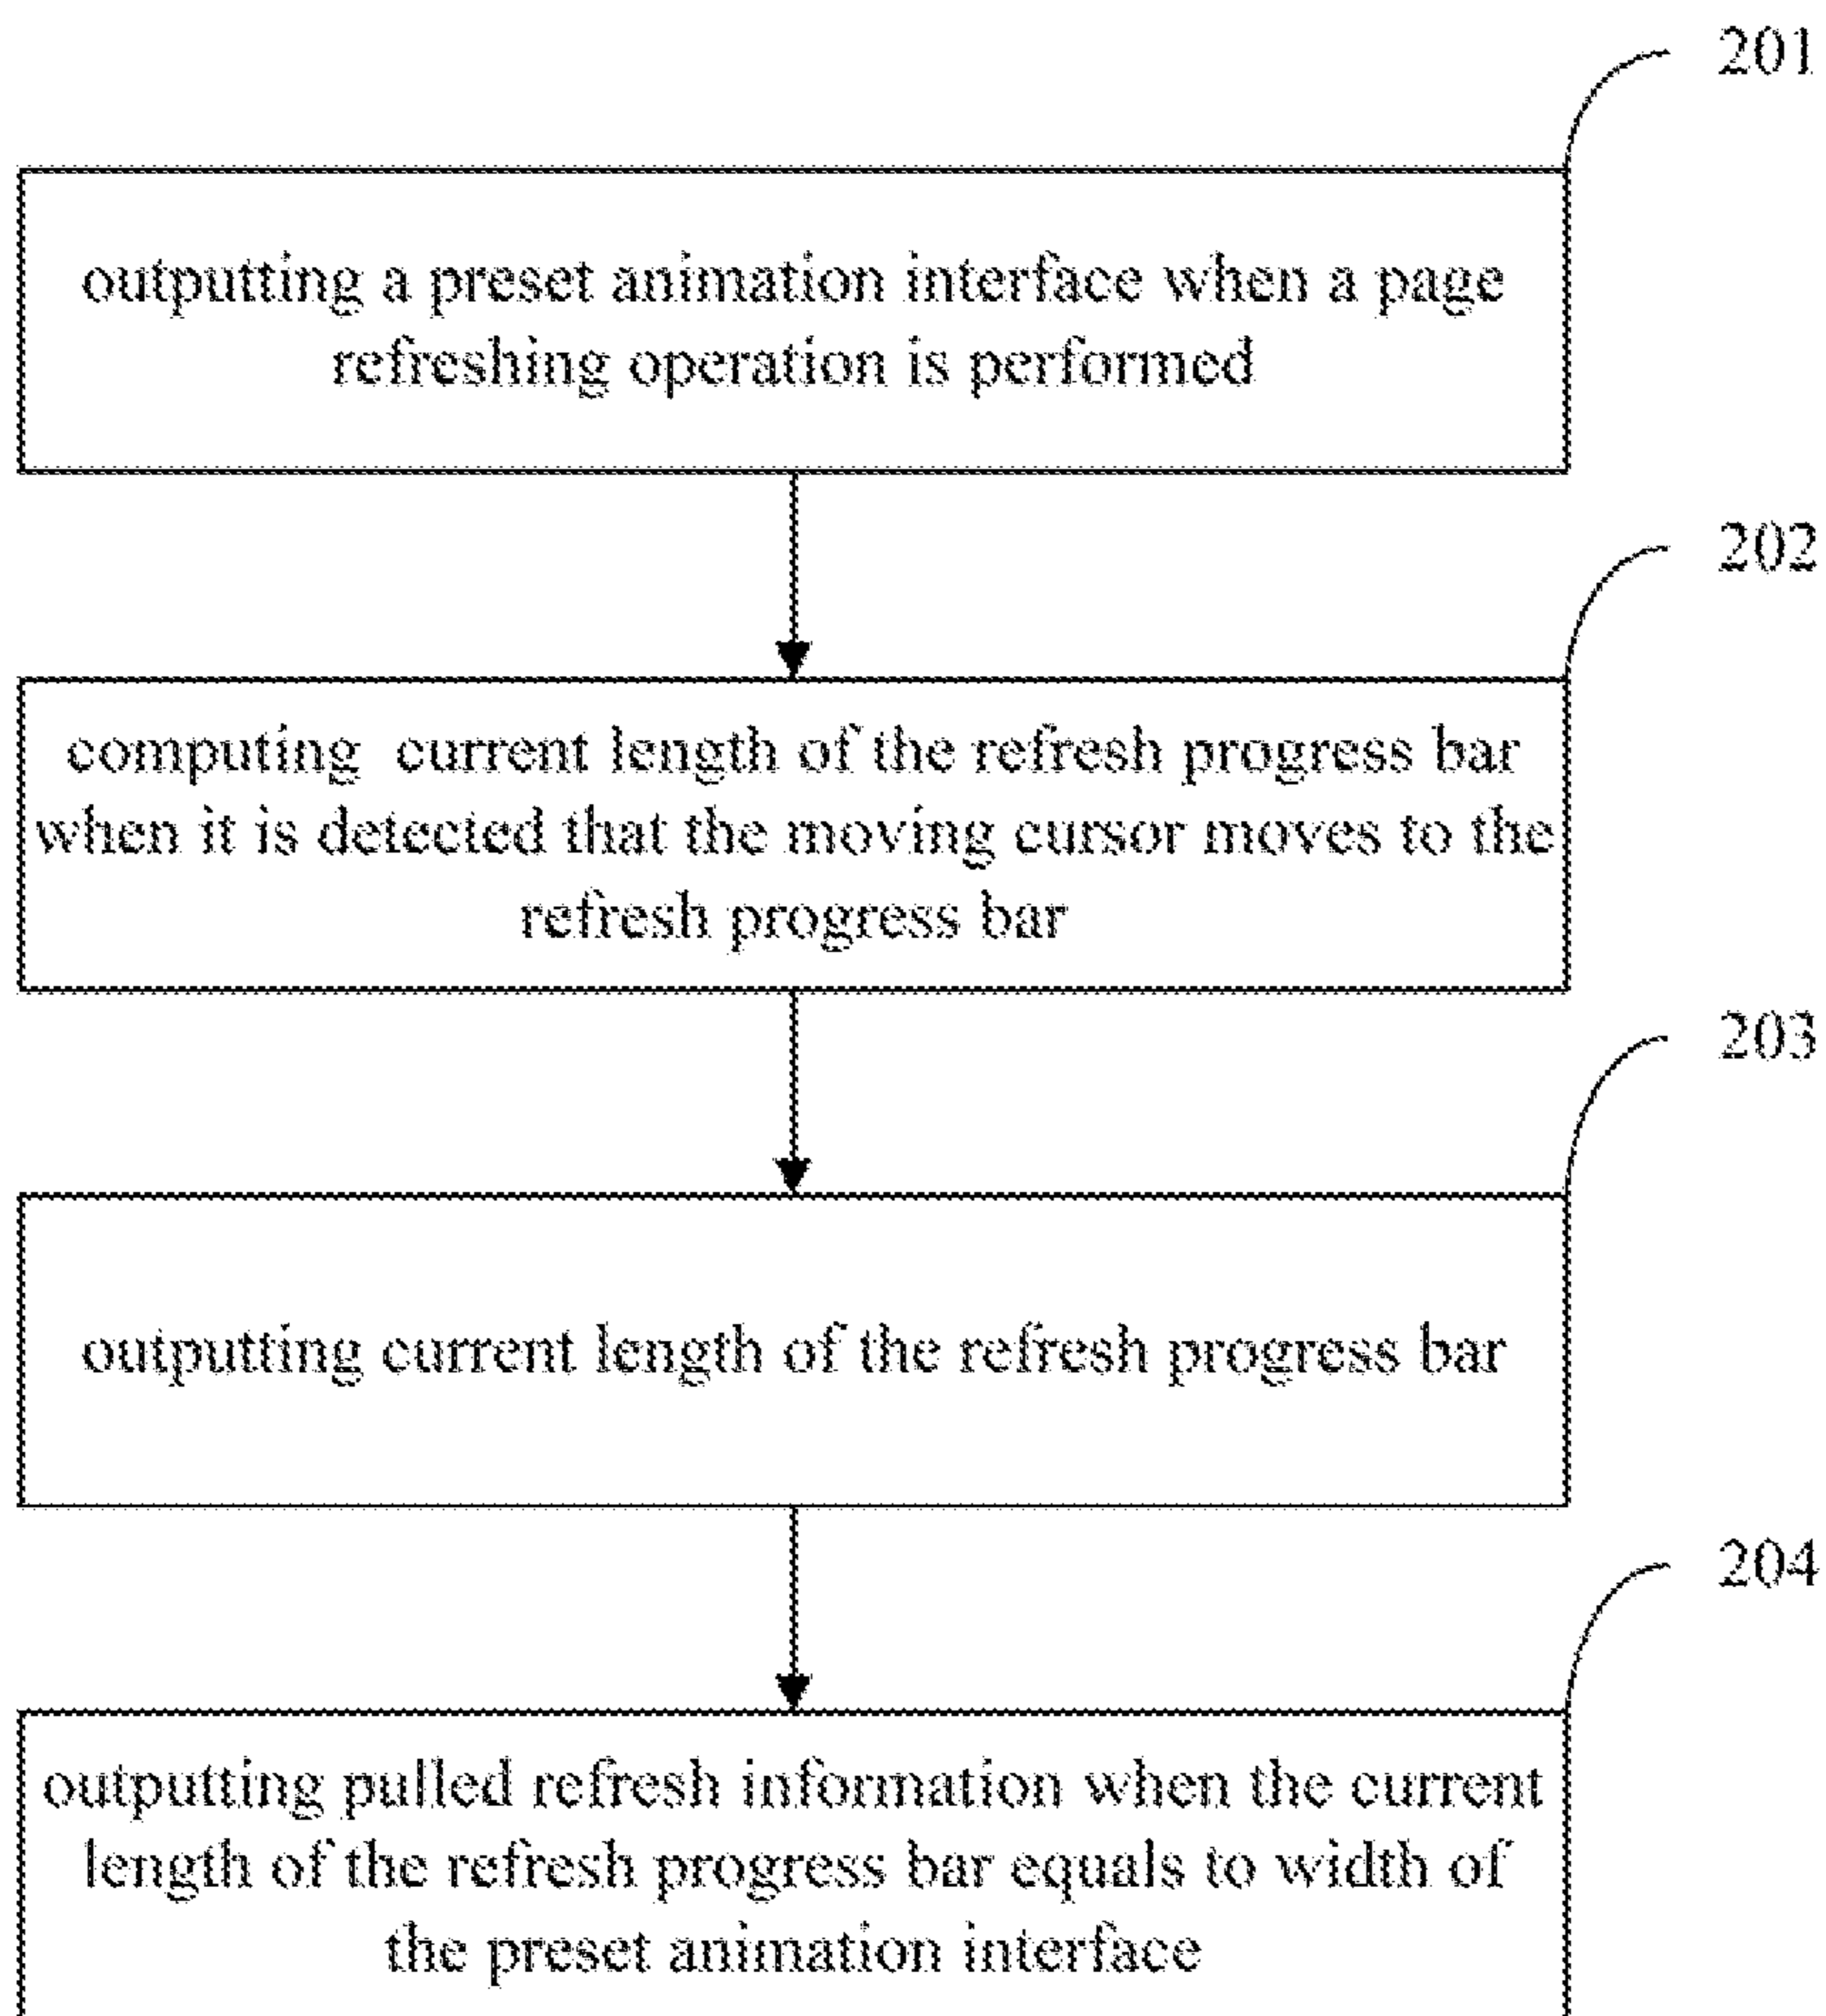 201
outputting a preset animation interface when a page
refreshing operation is performed
202
computing current length of the refresh progress bar
when it is detected that the moving cursor moves to the
refresh progress bar
203
outputting current length of the refresh progress bar
204
outputting pulled refresh information when the current
length of the refresh progress bar equals to width of
the preset animation interface